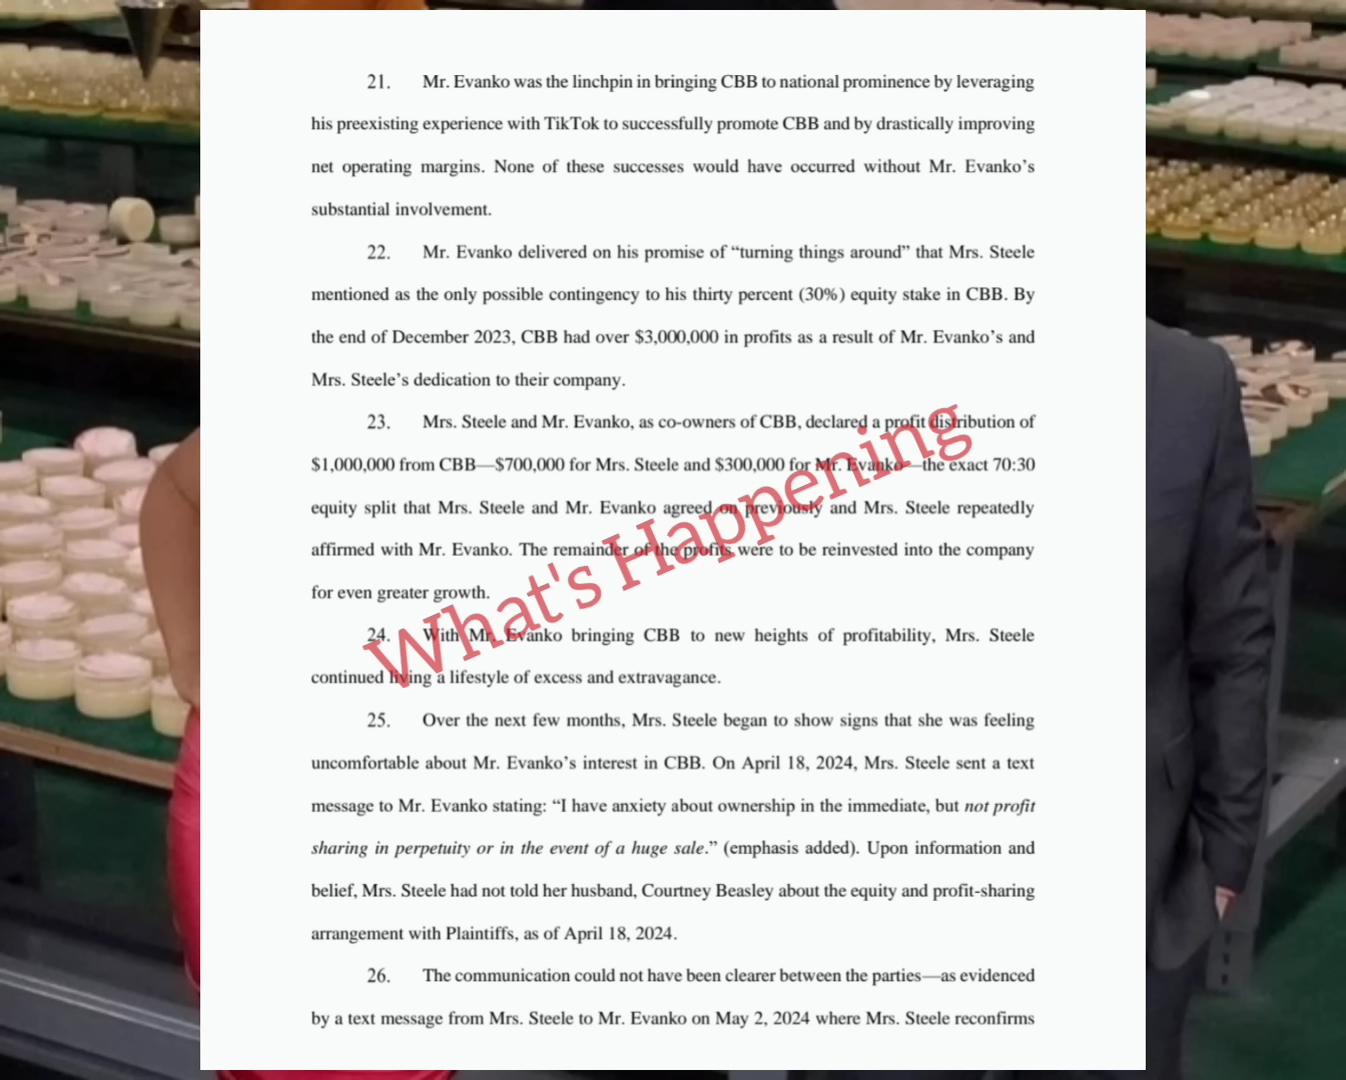 21. Mr. Evanko was the linchpin in bringing CBB to national prominence by leveraging
his preexisting experience with TikTok to successfully promote CBB and by drastically improving
net operating margins. None of these successes would have occurred without Mr. Evanko’s
substantial involvement.
22. Mr. Evanko delivered on his promise of “turning things around” that Mrs. Steele
mentioned as the only possible contingency to his thirty percent (30%) equity stake in CBB. By
the end of December 2023, CBB had over $3,000,000 in profits as a result of Mr. Evanko’s and
Mrs. Steele’s dedication to their company.
23. Mrs. Steele and Mr. Evanko, as co-owners of CBB, declared a profit distribution of
$1,000,000 from CBB—$700,000 for Mrs. Steele and $300,000 for Mr. Evanko—the exact 70:30
equity split that Mrs. Steele and Mr. Evanko agreed on previously and Mrs. Steele repeatedly
affirmed with Mr. Evanko. The remainder of the profits were to be reinvested into the company
for even greater growth.
24. With Mr. Evanko bringing CBB to new heights of profitability, Mrs. Steele
continued living a lifestyle of excess and extravagance.
25. Over the next few months, Mrs. Steele began to show signs that she was feeling
uncomfortable about Mr. Evanko’s interest in CBB. On April 18, 2024, Mrs. Steele sent a text
message to Mr. Evanko stating: “I have anxiety about ownership in the immediate, but not profit
sharing in perpetuity or in the event of a huge sale.” (emphasis added). Upon information and
belief, Mrs. Steele had not told her husband, Courtney Beasley about the equity and profit-sharing
arrangement with Plaintiffs, as of April 18, 2024.
26. The communication could not have been clearer between the parties—as evidenced
by a text message from Mrs. Steele to Mr. Evanko on May 2, 2024 where Mrs. Steele reconfirms
What's Happening